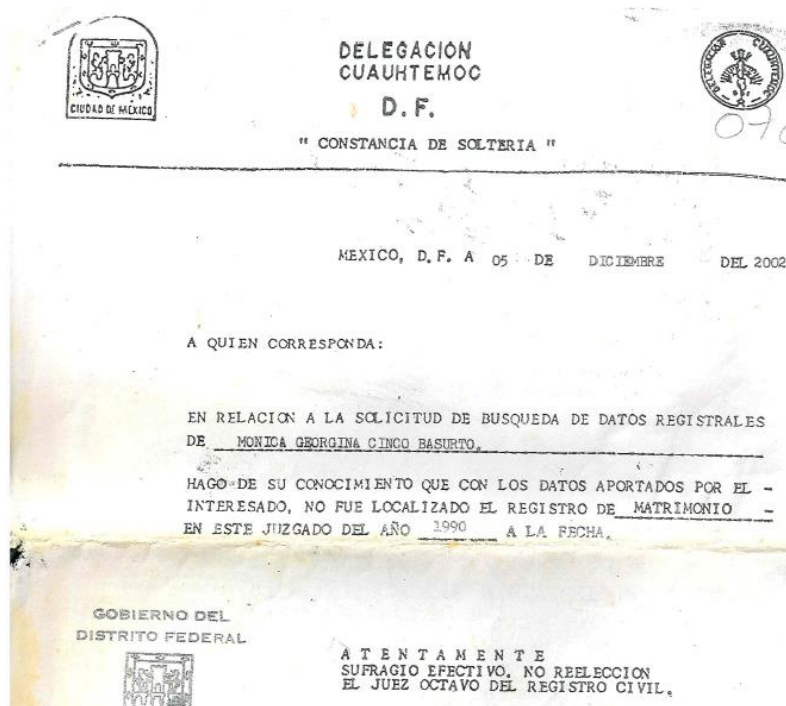 DELEGACION
CUAUHTEMOC
D. F.
CIUDAD DE MEXICO
DELEGACION CUAUHTEMOC
" CONSTANCIA DE SOLTERIA "
MEXICO, D. F. A 05 DE DICIEMBRE DEL 2002
A QUIEN CORRESPONDA:
EN RELACION A LA SOLICITUD DE BUSQUEDA DE DATOS REGISTRALES
DE MONICA GEORGINA CINCO BASURTO.
HAGO DE SU CONOCIMIENTO QUE CON LOS DATOS APORTADOS POR EL -
INTERESADO, NO FUE LOCALIZADO EL REGISTRO DE MATRIMONIO -
EN ESTE JUZGADO DEL AÑO 1990 A LA FECHA.
GOBIERNO DEL
DISTRITO FEDERAL
A T E N T A M E N T E
SUFRAGIO EFECTIVO. NO REELECCION
EL JUEZ OCTAVO DEL REGISTRO CIVIL.